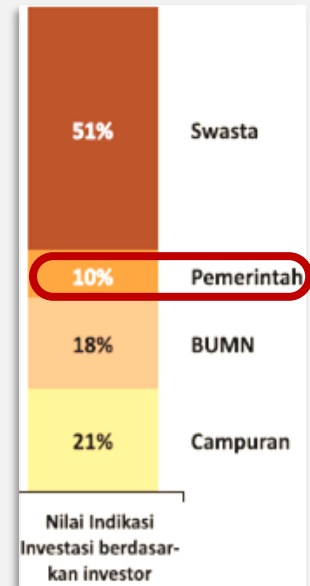 51% Swasta
10% Pemerintah
18% BUMN
21% Campuran
Nilai Indikasi
Investasi berdasar-
kan investor